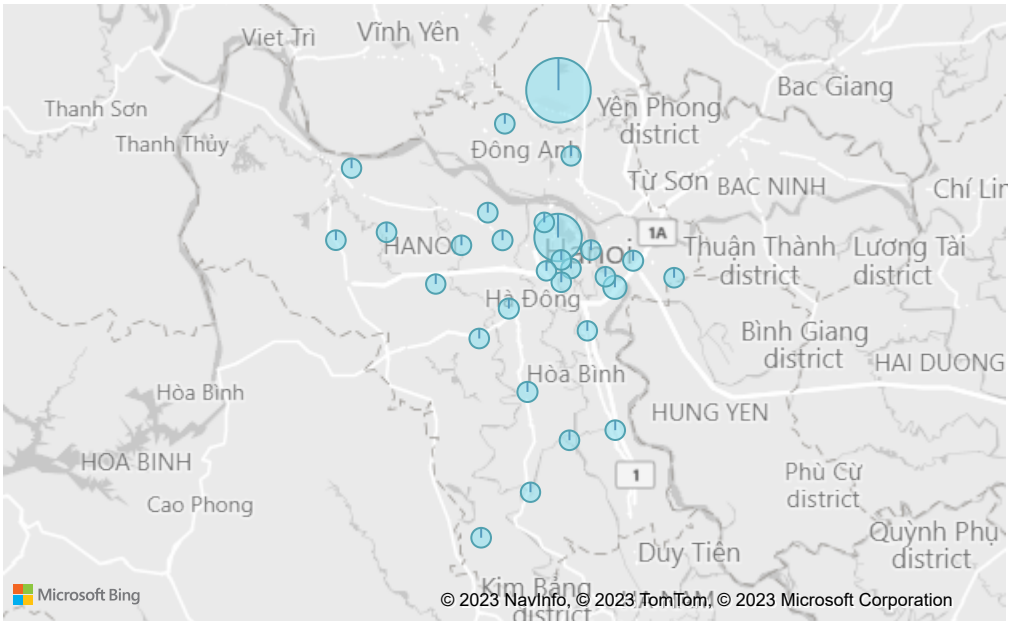 Viet Trì
Vĩnh Yên
Bac Giang
Thanh Sơn
Yên Phong
district
Thanh Thủy
Đông Anh
Từ Sơn
BAC NINH
Chí Lin
1A
HANO
Hanoi
Thuận Thành
district
Lương Tài
district
Hà Đông
Bình Giang
district
HAI DUONG
Hòa Bình
Hòa Bình
HUNG YEN
HOA BINH
1
Phù Cừ
district
Cao Phong
Quỳnh Phụ
district
Duy Tiên
Kim Bảng
district
Microsoft Bing
© 2023 NavInfo, © 2023 TomTom, © 2023 Microsoft Corporation